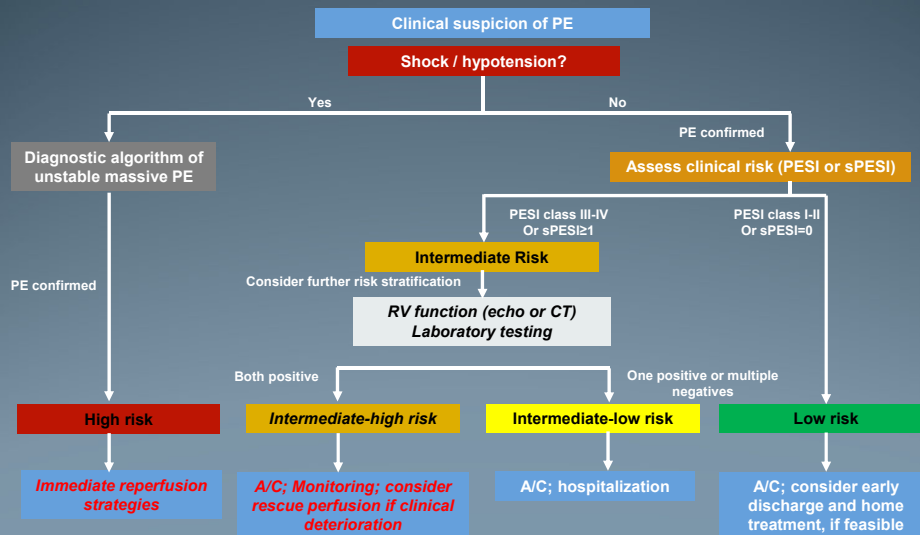 Clinical suspicion of PE
Shock / hypotension?
Yes
No
PE confirmed
Diagnostic algorithm of
unstable massive PE
Assess clinical risk (PESI or sPESI)
PESI class III-IV
Or sPESI≥1
PESI class I-II
Or sPESI=0
Intermediate Risk
Consider further risk stratification
PE confirmed
RV function (echo or CT)
Laboratory testing
Both positive
One positive or multiple
negatives
High risk
Intermediate-high risk
Intermediate-low risk
Low risk
Immediate reperfusion
strategies
A/C; Monitoring; consider
rescue perfusion if clinical
deterioration
A/C; hospitalization
A/C; consider early
discharge and home
treatment, if feasible